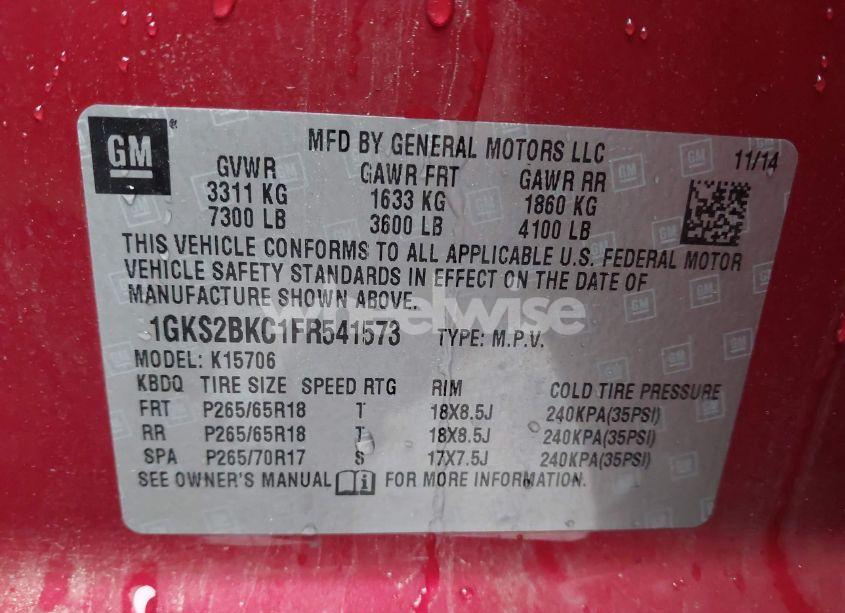 GM
MFD BY GENERAL MOTORS LLC 11/14
GVWR GAWR FRT GAWR RR
3311 KG 1633 KG 1860 KG
7300 LB 3600 LB 4100 LB
THIS VEHICLE CONFORMS TO ALL APPLICABLE U.S. FEDERAL MOTOR
VEHICLE SAFETY STANDARDS IN EFFECT ON THE DATE OF
MANUFACTURE SHOWN ABOVE.
wheelwise
1GKS2BKC1FR541573 TYPE: M.P.V.
MODEL: K15706
KBDQ TIRE SIZE SPEED RTG RIM COLD TIRE PRESSURE
FRT P265/65R18 T 18X8.5J 240KPA(35PSI)
RR P265/65R18 T 18X8.5J 240KPA(35PSI)
SPA P265/70R17 S 17X7.5J 240KPA(35PSI)
SEE OWNER'S MANUAL FOR MORE INFORMATION.